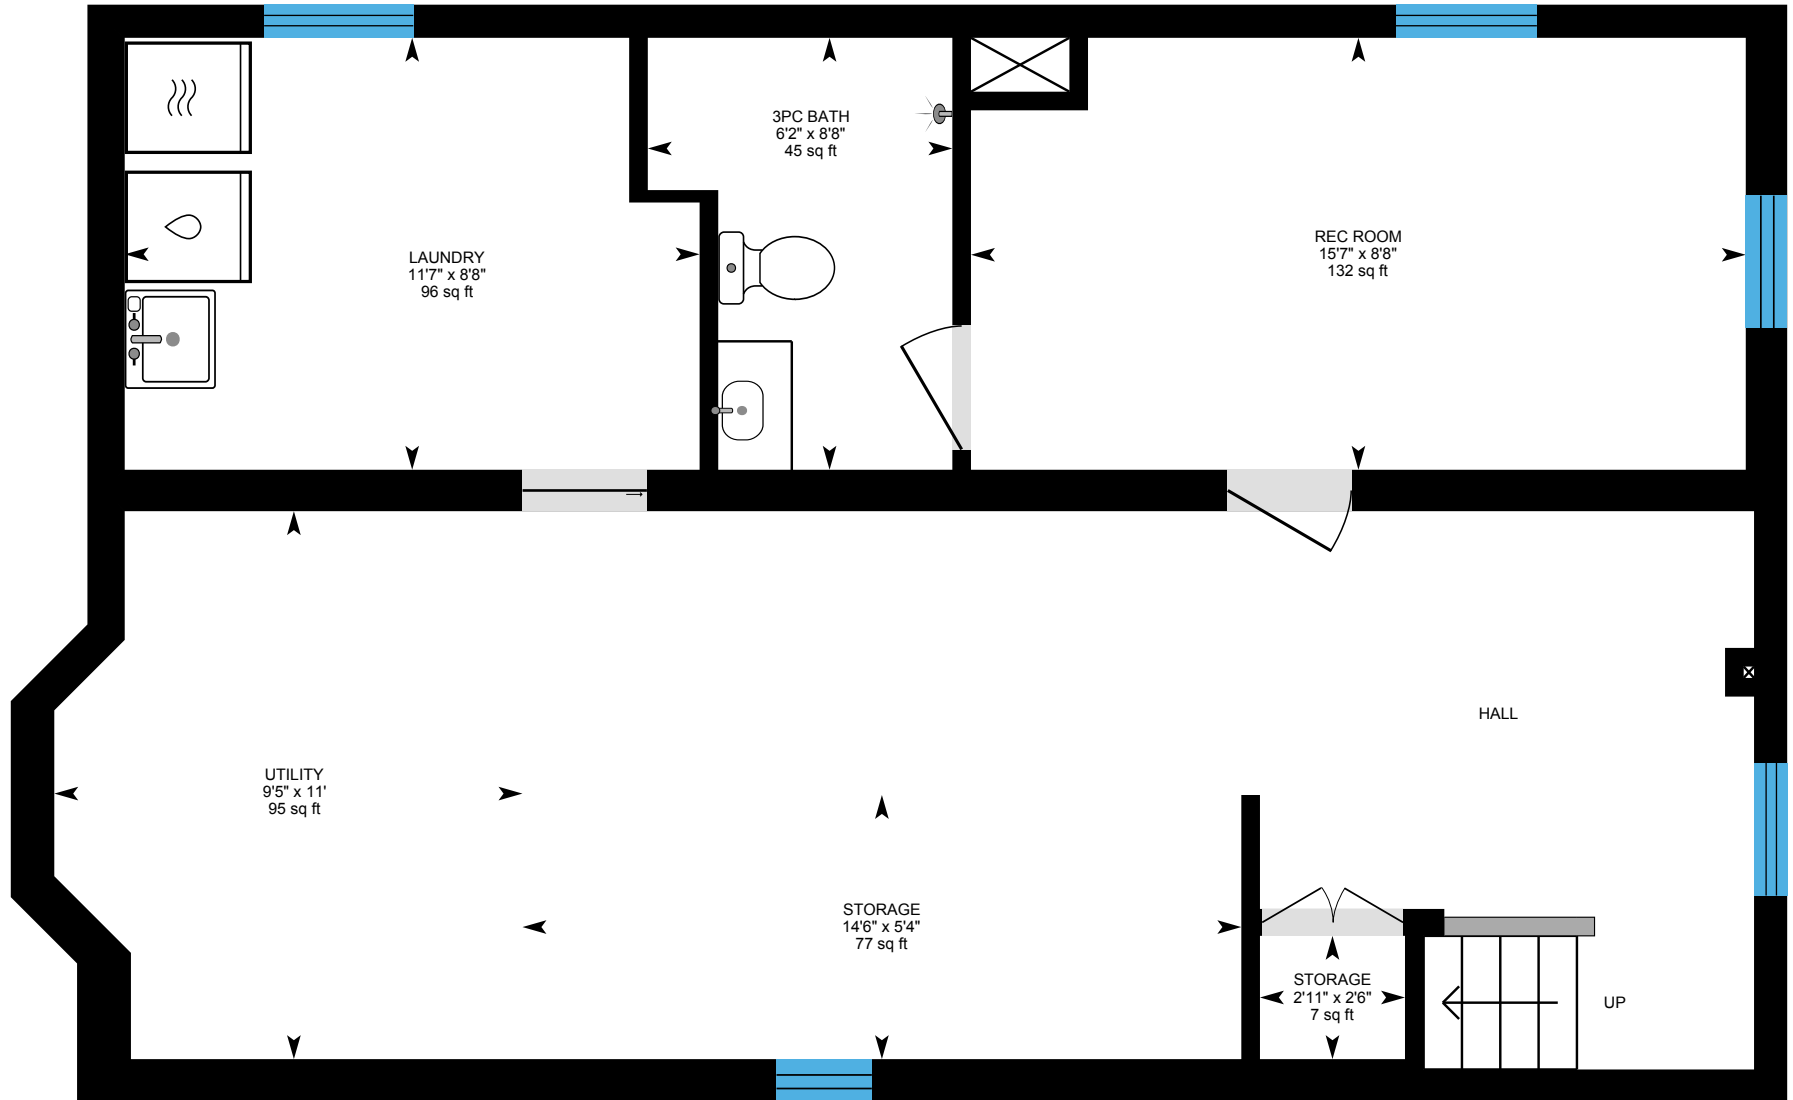 3PC BATH
6'2" x 8'8"
45 sq ft
REC ROOM
15'7" x 8'8"
132 sq ft
LAUNDRY
11'7" x 8'8"
96 sq ft
HALL
UTILITY
9'5" x 11'
95 sq ft
STORAGE
14'6" x 5'4"
77 sq ft
STORAGE
2'11" x 2'6"
7 sq ft
UP